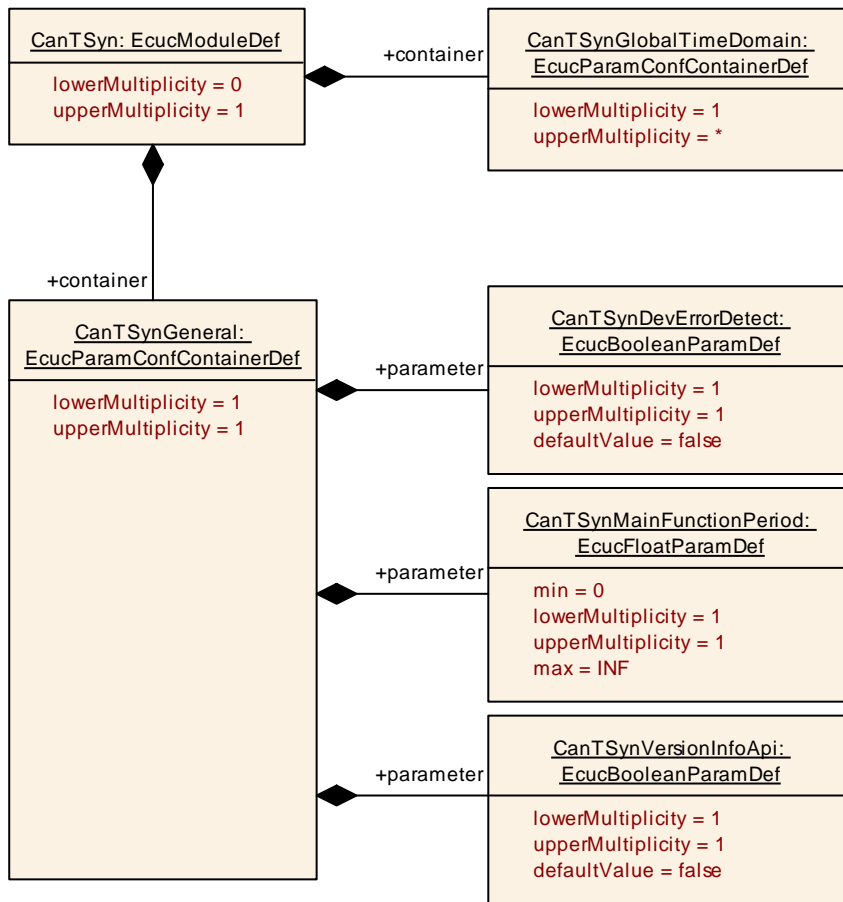 CanTSyn: EcucModuleDef
lowerMultiplicity = 0
upperMultiplicity = 1
+container
CanTSynGlobalTimeDomain:
EcucParamConfContainerDef
lowerMultiplicity = 1
upperMultiplicity = *
+container
CanTSynGeneral:
EcucParamConfContainerDef
lowerMultiplicity = 1
upperMultiplicity = 1
+parameter
CanTSynDevErrorDetect:
EcucBooleanParamDef
lowerMultiplicity = 1
upperMultiplicity = 1
defaultValue = false
+parameter
CanTSynMainFunctionPeriod:
EcucFloatParamDef
min = 0
lowerMultiplicity = 1
upperMultiplicity = 1
max = INF
+parameter
CanTSynVersionInfoApi:
EcucBooleanParamDef
lowerMultiplicity = 1
upperMultiplicity = 1
defaultValue = false